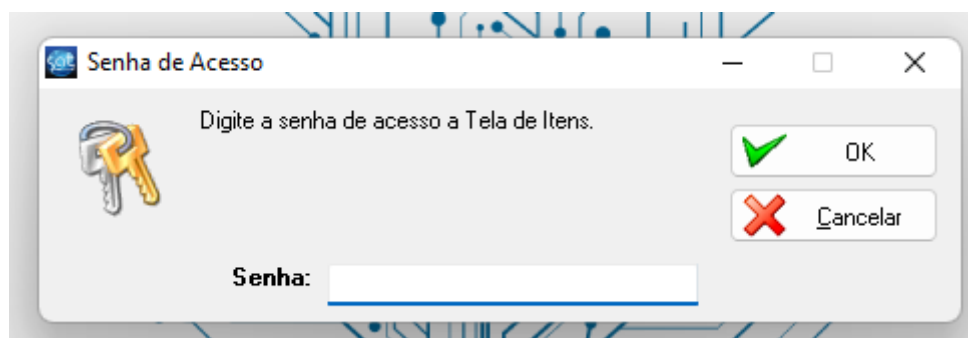 Senha de Acesso
Digite a senha de acesso a Tela de Itens.
OK
Cancelar
Senha: